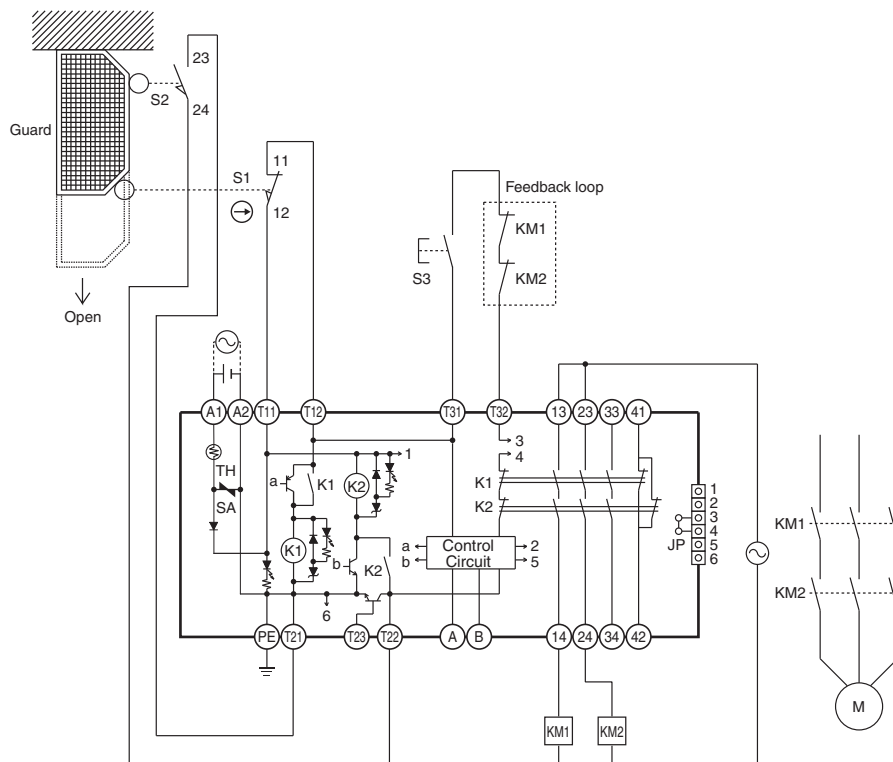 23
S2
24
Guard
11
S1
12
Open
Feedback loop
KM1
S3
KM2
A1 A2 T11 T12 T31 T32 13 23 33 41
1
3
4
TH
SA
a
K1
K2
K1
K2
K1
b
K2
a
b
Control
Circuit
2
5
6
JP
1
2
3
4
5
6
KM1
KM2
PE T21 T23 T22 A B 14 24 34 42
M
KM1 KM2